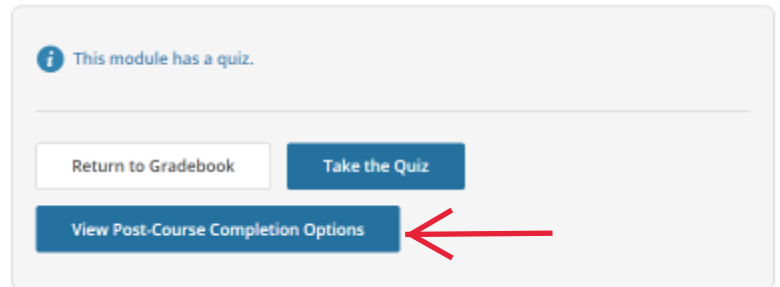 This module has a quiz.
Return to Gradebook
Take the Quiz
View Post-Course Completion Options